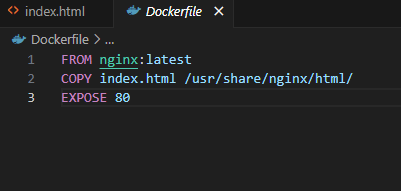 <> index.html Dockerfile ×
Dockerfile > ...
1 FROM nginx:latest
2 COPY index.html /usr/share/nginx/html/
3 EXPOSE 80